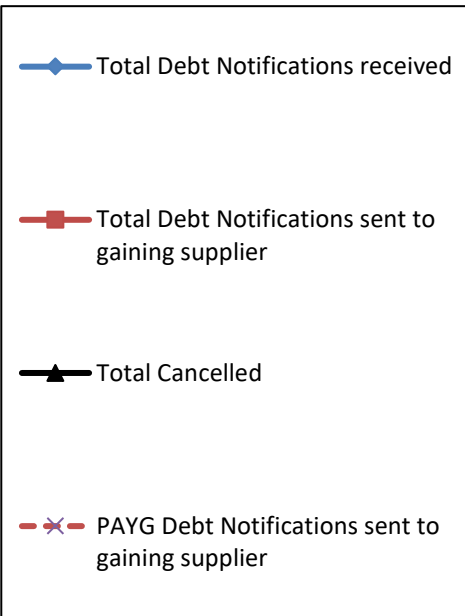 Total Debt Notifications received
Total Debt Notifications sent to
gaining supplier
Total Cancelled
PAYG Debt Notifications sent to
gaining supplier